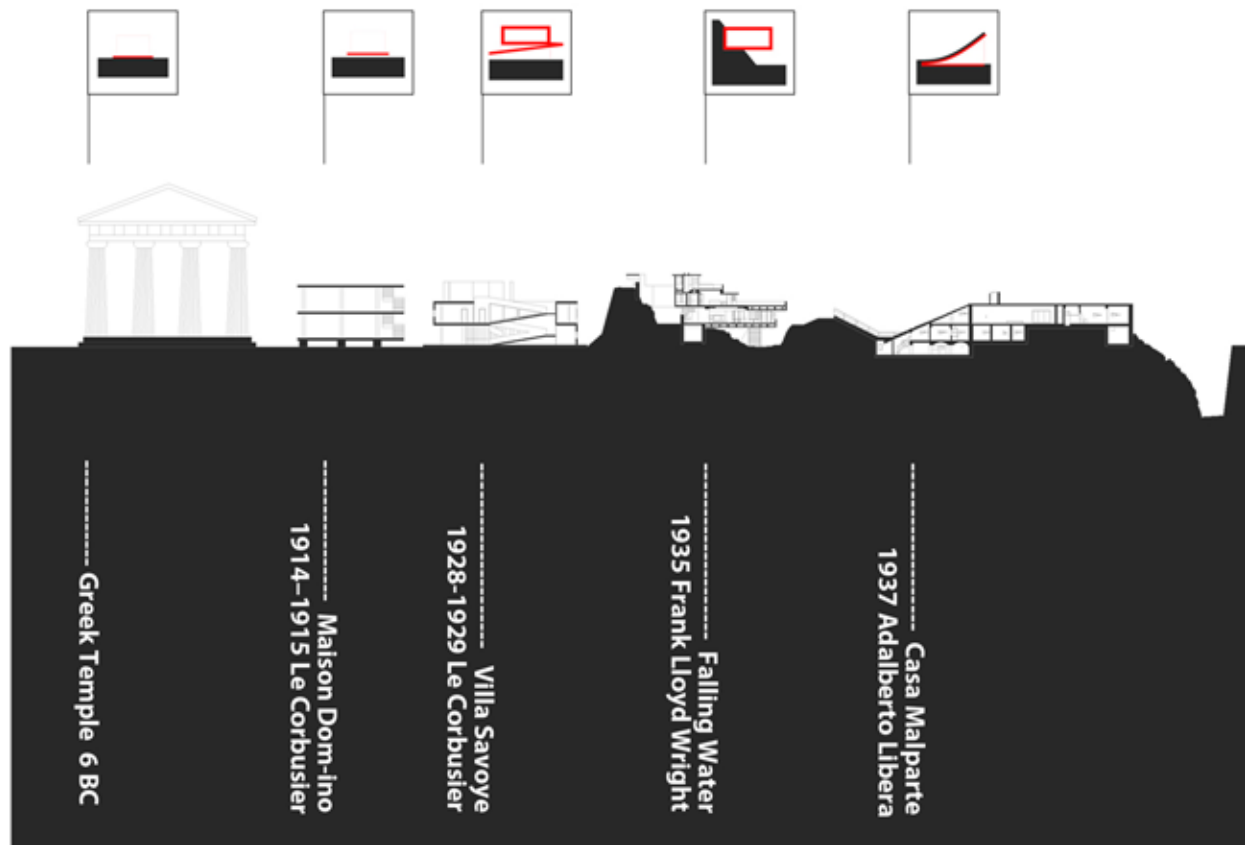 Greek Temple 6 BC
Maison Dom-ino
1914–1915 Le Corbusier
Villa Savoye
1928-1929 Le Corbusier
Falling Water
1935 Frank Lloyd Wright
Casa Malparte
1937 Adalberto Libera